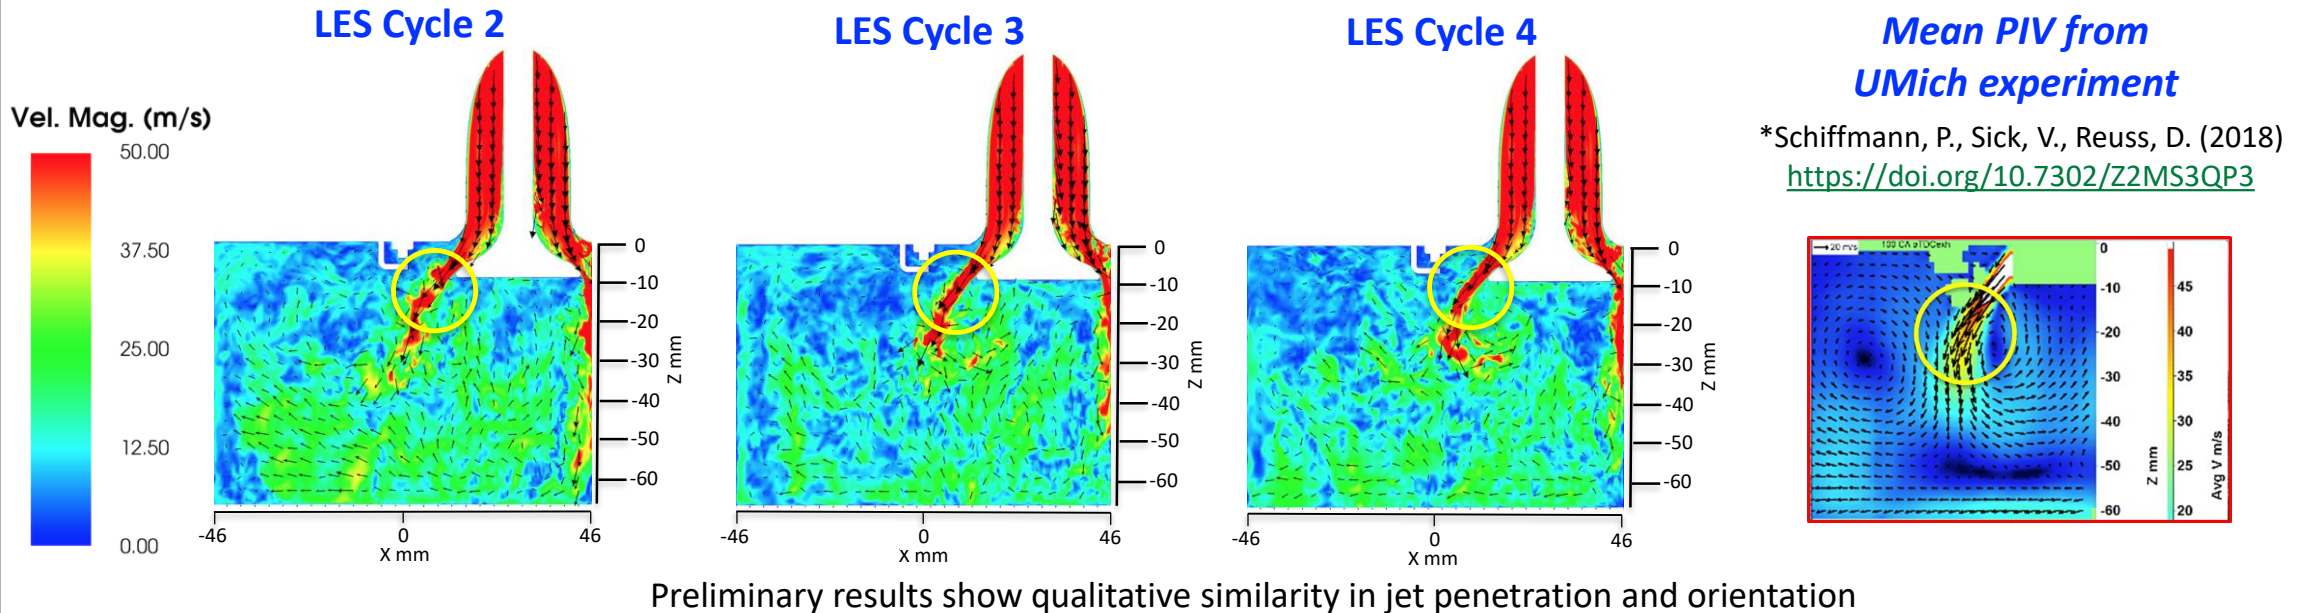 LES Cycle 2
LES Cycle 3
LES Cycle 4
Mean PIV from
UMich experiment
*Schiffmann, P., Sick, V., Reuss, D. (2018)
https://doi.org/10.7302/Z2MS3QP3
Vel. Mag. (m/s)
50.00
37.50
25.00
12.50
0.00
0
-10
-20
-30
-40
-50
-60
Z mm
-46
0
46
X mm
0
-10
-20
-30
-40
-50
-60
Z mm
-46
0
46
X mm
0
-10
-20
-30
-40
-50
-60
Z mm
-46
0
46
X mm
20 m/s
100 CA aTDCexh
0
-10
-20
-30
-40
-50
-60
Z mm
45
40
35
30
25
20
Avg V m/s
Preliminary results show qualitative similarity in jet penetration and orientation